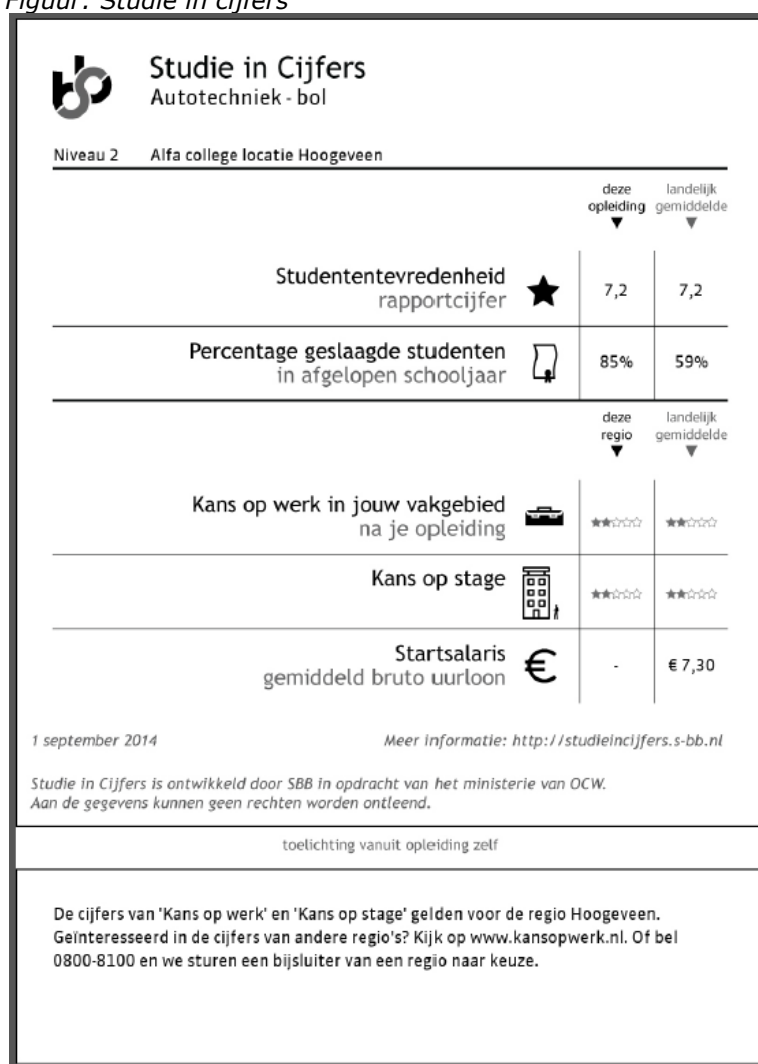 Figuur: Studie in cijfers
Studie in Cijfers
Autotechniek - bol
Niveau 2 Alfa college locatie Hoogeveen
deze opleiding landelijk gemiddelde
Studententevredenheid
rapportcijfer
7,2 7,2
Percentage geslaagde studenten
in afgelopen schooljaar
85% 59%
deze regio landelijk gemiddelde
Kans op werk in jouw vakgebied
na je opleiding
★★☆☆☆ ★★☆☆☆
Kans op stage
★★☆☆☆ ★★☆☆☆
Startsalaris
gemiddeld bruto uurloon
€
- € 7,30
1 september 2014 Meer informatie: http://studieincijfers.s-bb.nl
Studie in Cijfers is ontwikkeld door SBB in opdracht van het ministerie van OCW.
Aan de gegevens kunnen geen rechten worden ontleend.
toelichting vanuit opleiding zelf
De cijfers van 'Kans op werk' en 'Kans op stage' gelden voor de regio Hoogeveen.
Geïnteresseerd in de cijfers van andere regio's? Kijk op www.kansopwerk.nl. Of bel
0800-8100 en we sturen een bijsluiter van een regio naar keuze.